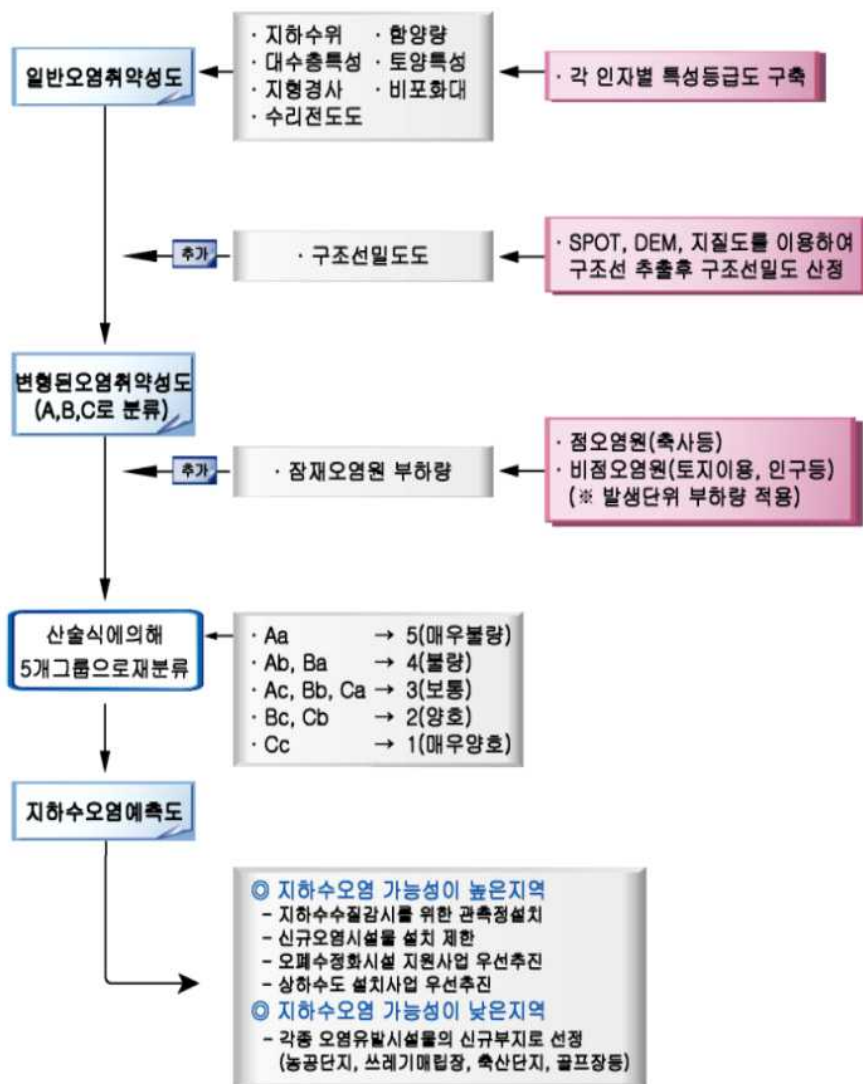 일반오염취약성도
· 지하수위 · 함양량
· 대수층특성 · 토양특성
· 지형경사 · 비포화대
· 수리전도도
· 각 인자별 특성등급도 구축
추가
· 구조선밀도도
· SPOT, DEM, 지질도를 이용하여
구조선 추출후 구조선밀도 산정
변형된오염취약성도
(A,B,C로 분류)
추가
· 잠재오염원 부하량
· 점오염원(축사등)
· 비점오염원(토지이용, 인구등)
(※ 발생단위 부하량 적용)
산술식에의해
5개그룹으로재분류
· Aa → 5(매우불량)
· Ab, Ba → 4(불량)
· Ac, Bb, Ca → 3(보통)
· Bc, Cb → 2(양호)
· Cc → 1(매우양호)
지하수오염예측도
◎ 지하수오염 가능성이 높은지역
- 지하수수질감시를 위한 관측정설치
- 신규오염시설물 설치 제한
- 오폐수정화시설 지원사업 우선추진
- 상하수도 설치사업 우선추진
◎ 지하수오염 가능성이 낮은지역
- 각종 오염유발시설물의 신규부지로 선정
(농공단지, 쓰레기매립장, 축산단지, 골프장등)